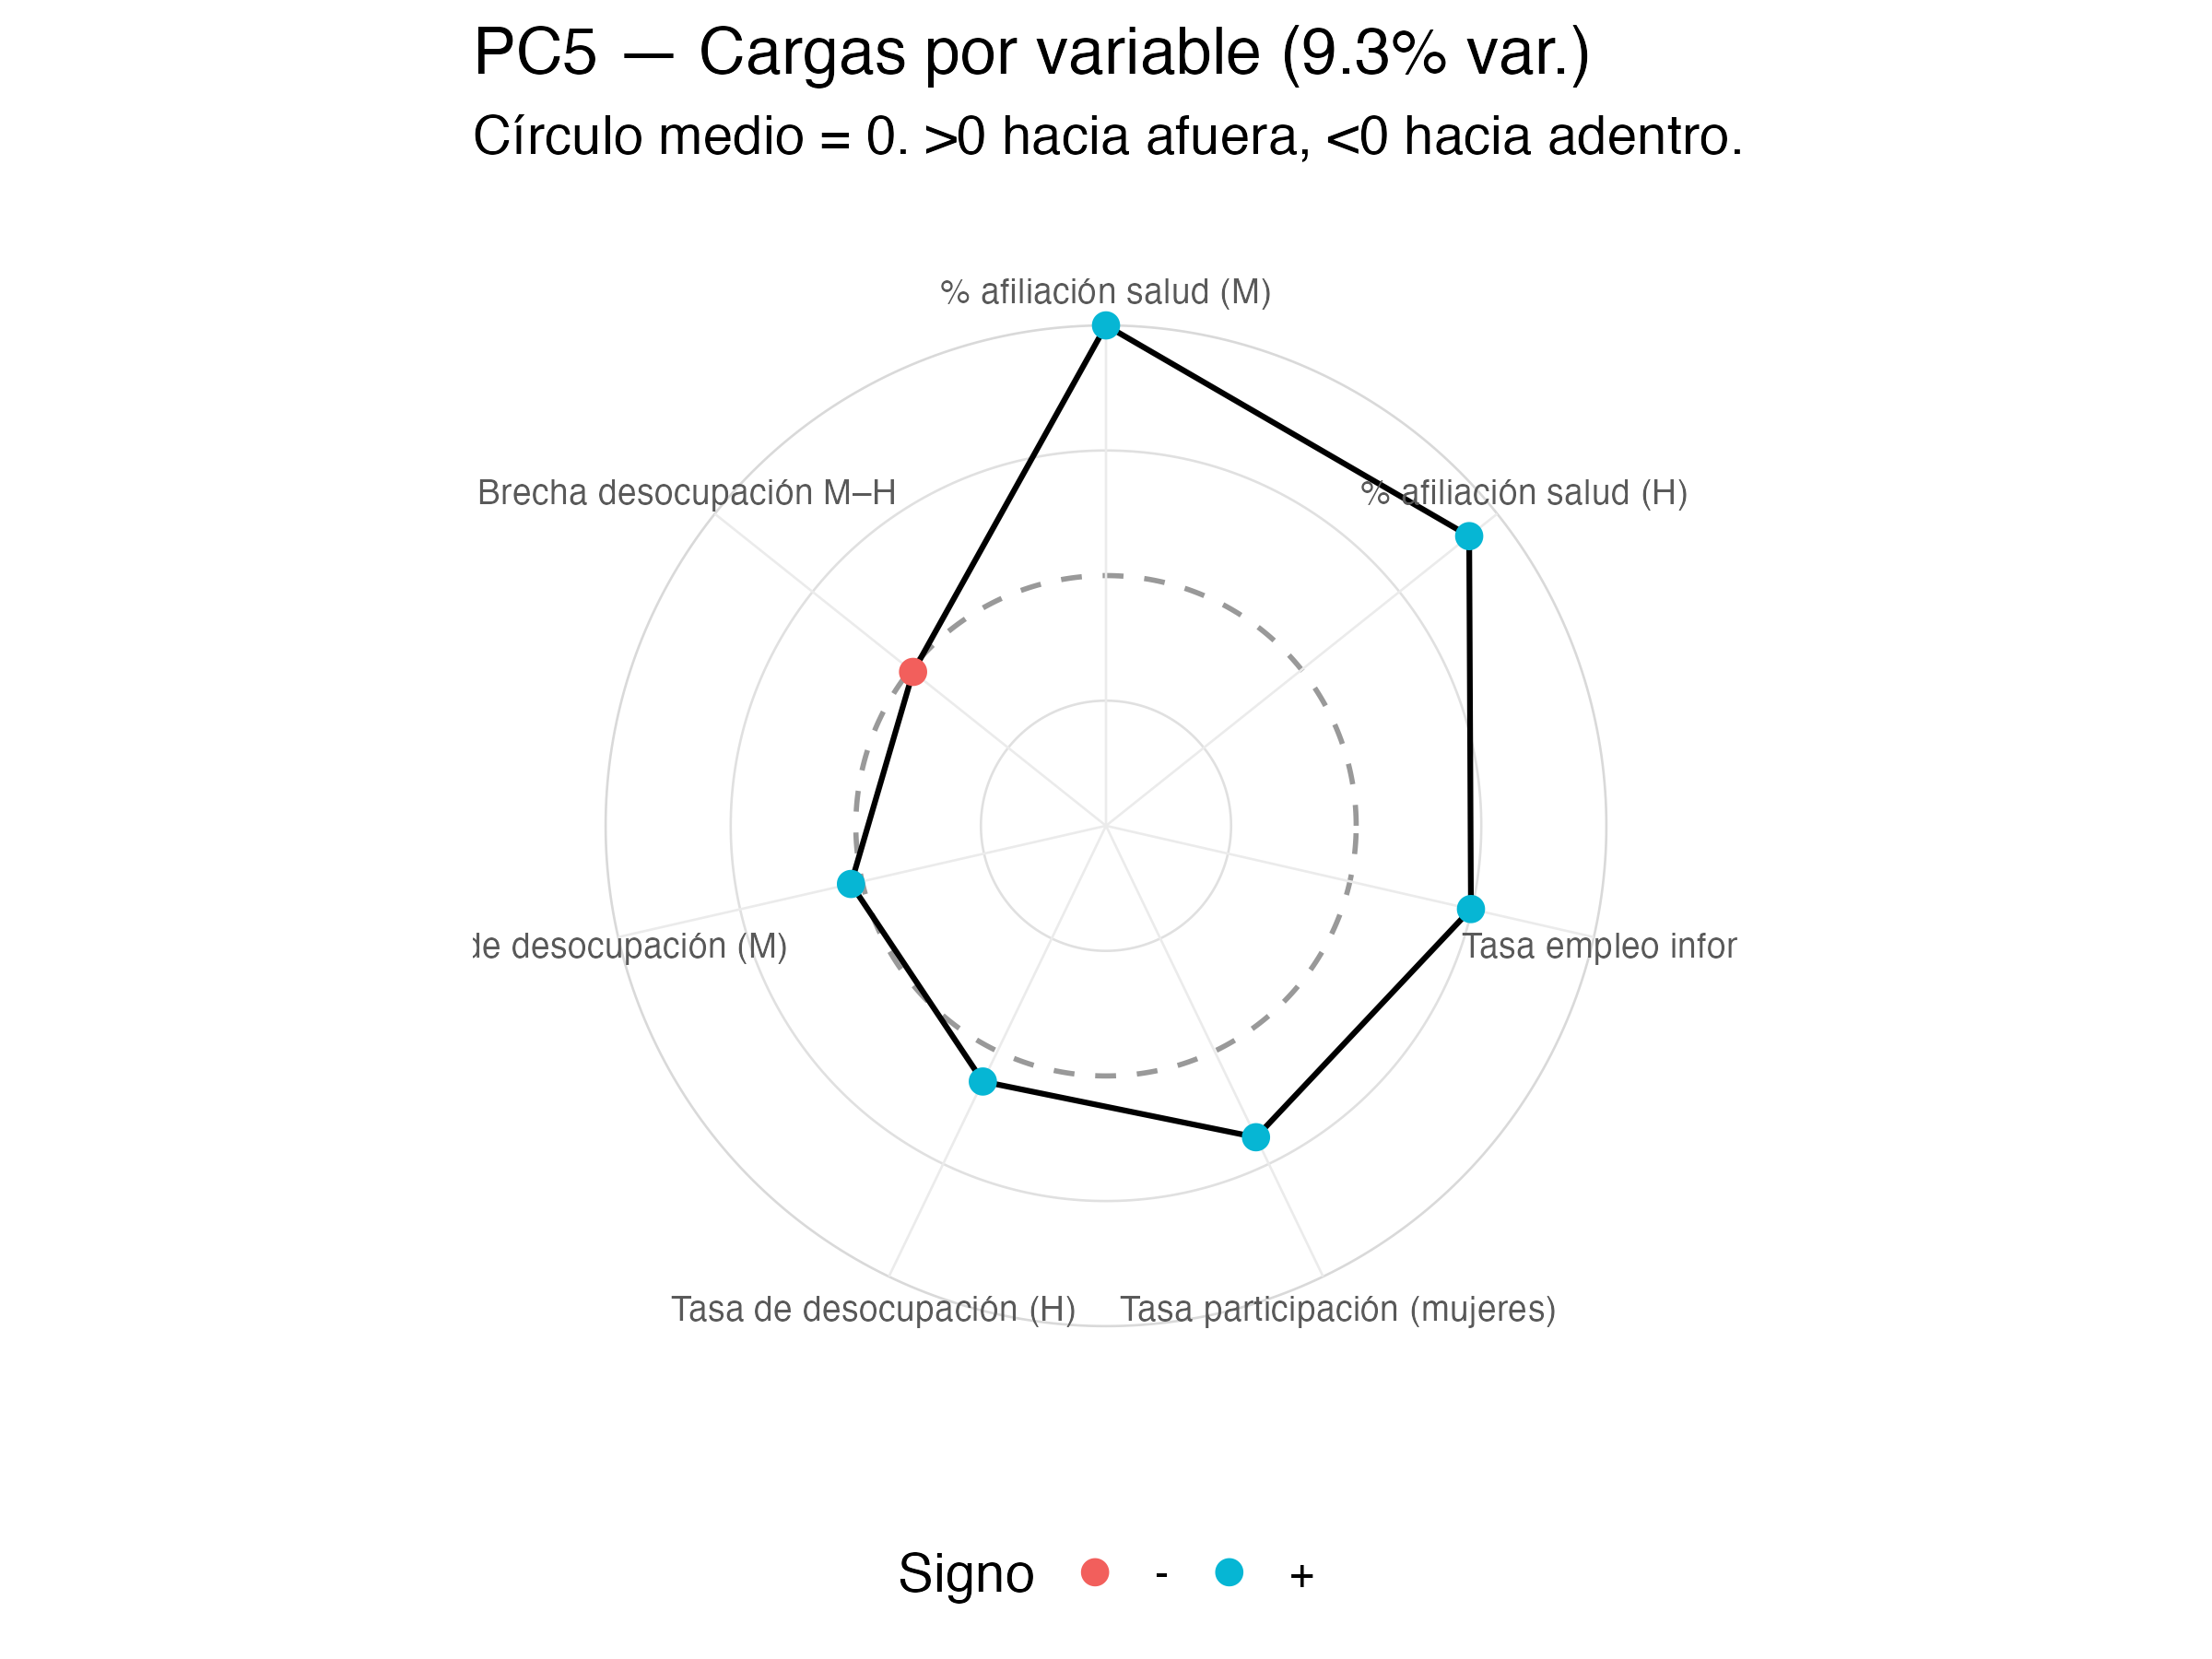 PC5 — Cargas por variable (9.3% var.)
Círculo medio = 0. >0 hacia afuera, <0 hacia adentro.
% afiliación salud (M)
Brecha desocupación M–H
% afiliación salud (H)
de desocupación (M)
Tasa empleo infor
Tasa de desocupación (H)
Tasa participación (mujeres)
Signo - +